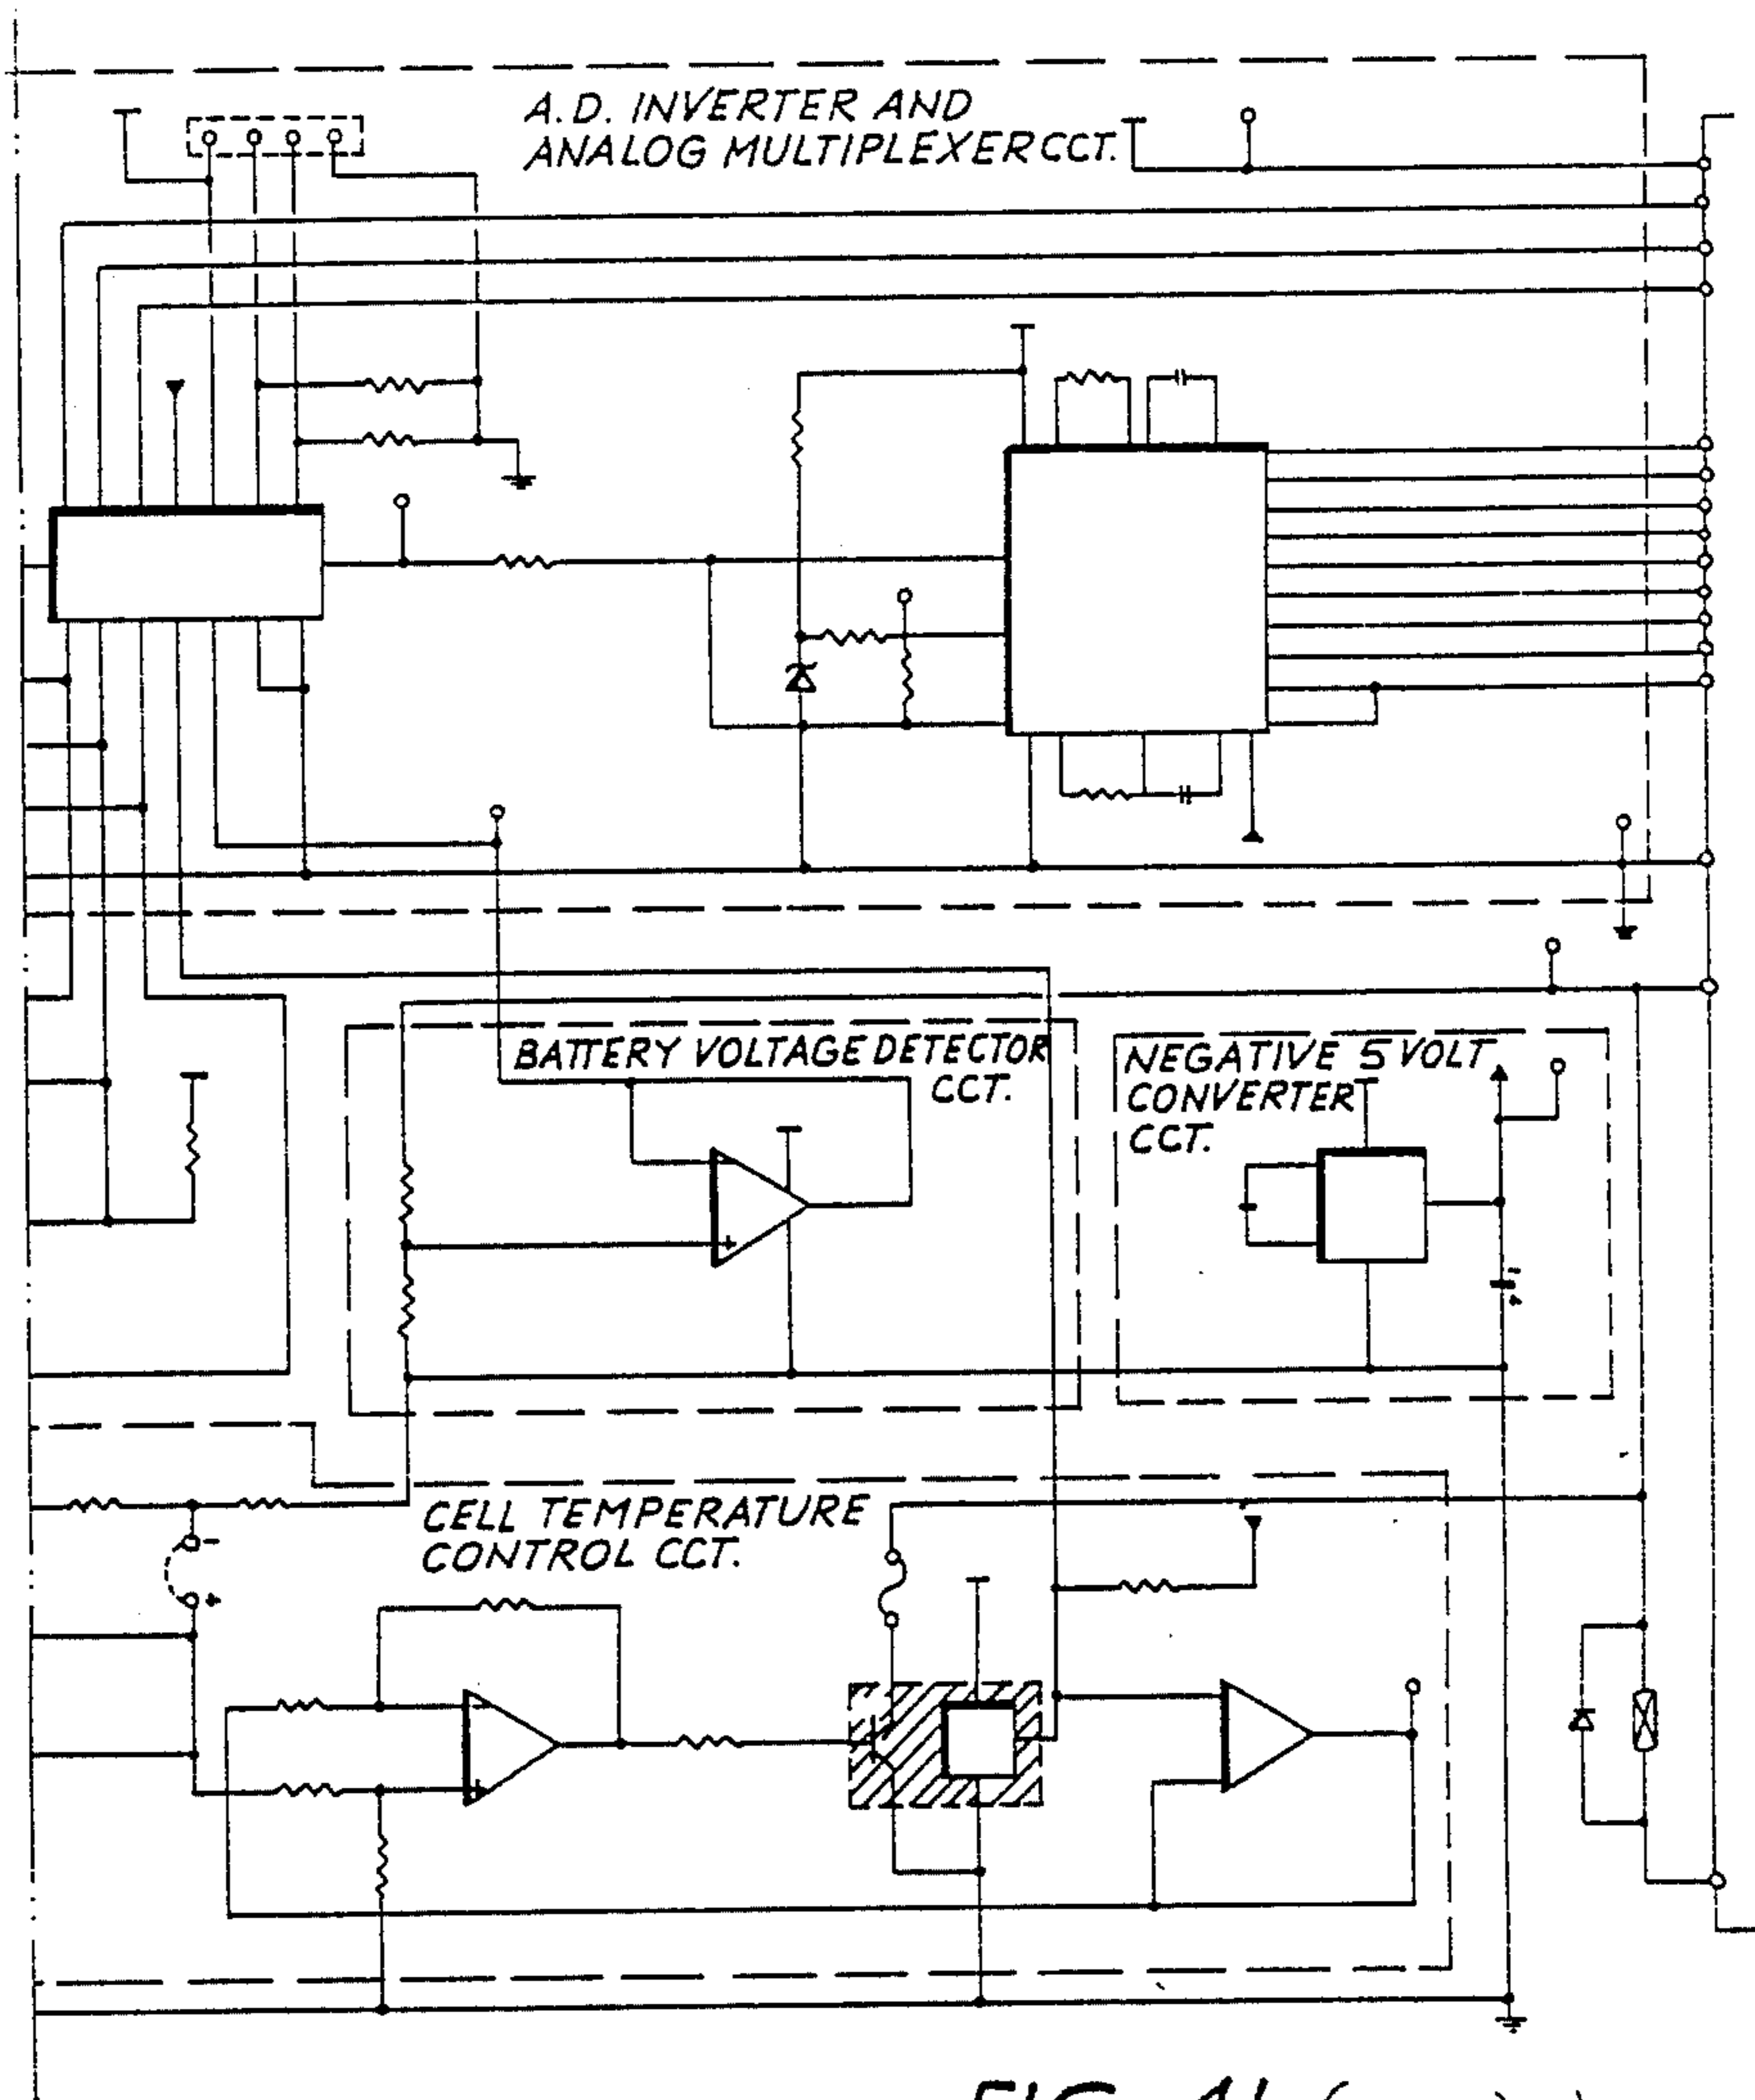 A.D. INVERTER AND
ANALOG MULTIPLEXER CCT.
BATTERY VOLTAGE DETECTOR
CCT.
NEGATIVE 5 VOLT
CONVERTER
CCT.
CELL TEMPERATURE
CONTROL CCT.
-
+
-
+
-
+
-
+